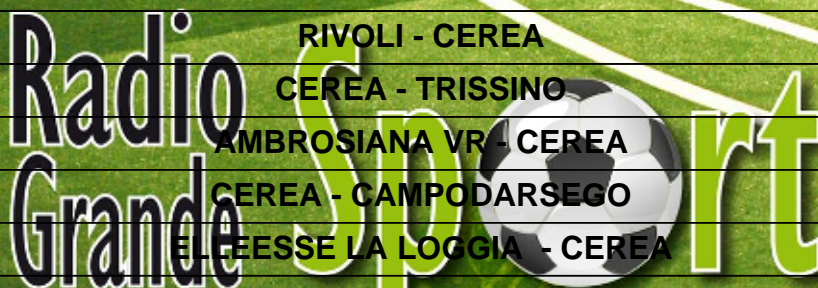 Radio
Grande
Sport
RIVOLI - CEREA
CEREA - TRISSINO
AMBROSIANA VR - CEREA
CEREA - CAMPODARSEGO
ELLEESSE LA LOGGIA - CEREA